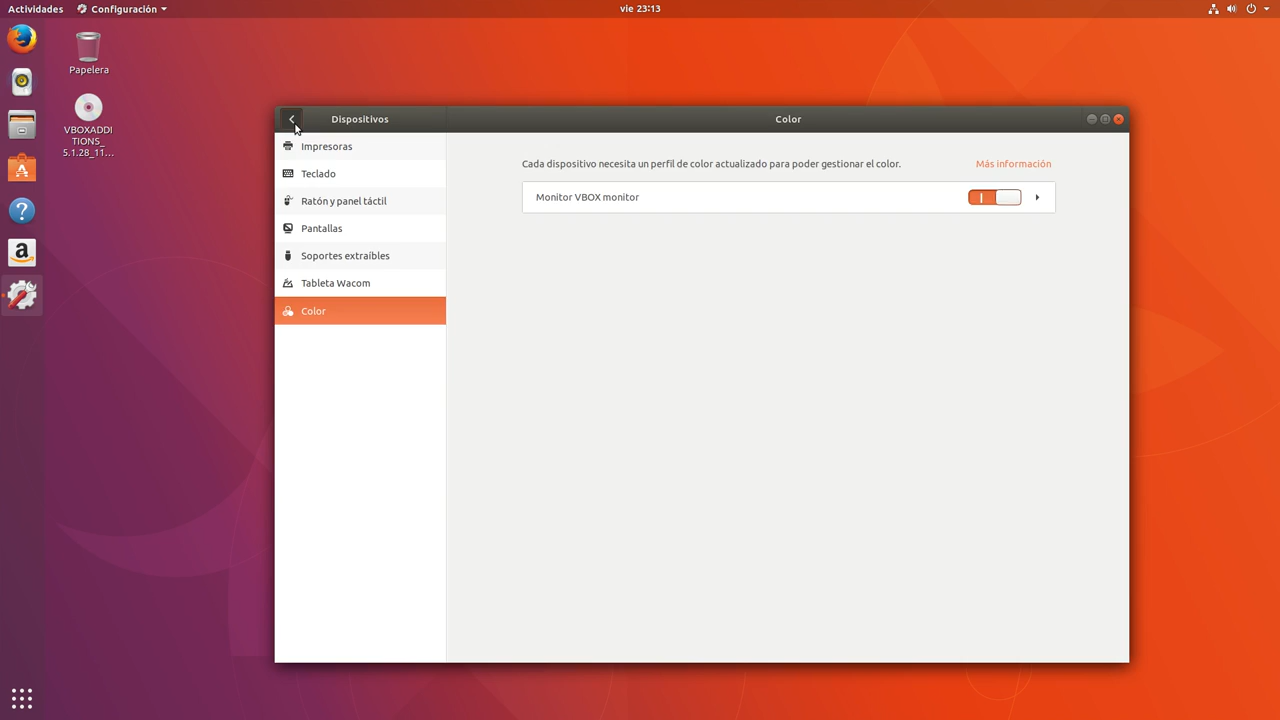 Actividades
Configuración
vie 23:13
Papelera
VBOXADDI
TIONS_
5.1.28_11...
Dispositivos
Color
Impresoras
Teclado
Ratón y panel táctil
Pantallas
Soportes extraíbles
Tableta Wacom
Color
Cada dispositivo necesita un perfil de color actualizado para poder gestionar el color.
Más información
Monitor VBOX monitor